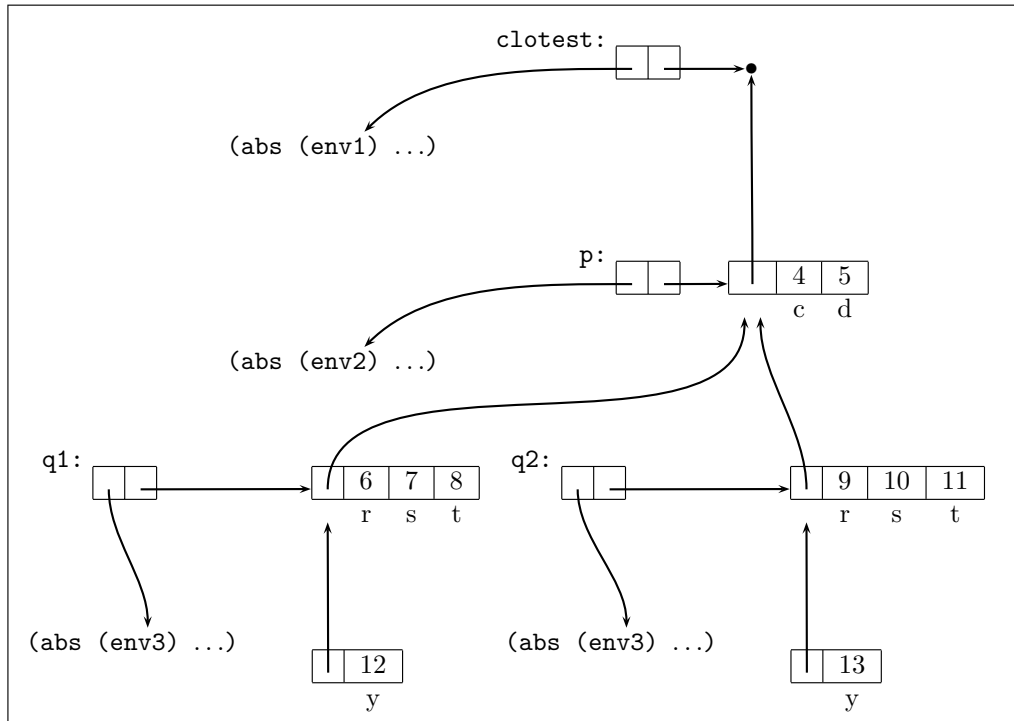 clotest:
(abs (env1) ...)
p:
4 5
c d
(abs (env2) ...)
q1:
6 7 8
r s t
q2:
9 10 11
r s t
(abs (env3) ...)
(abs (env3) ...)
12
y
13
y